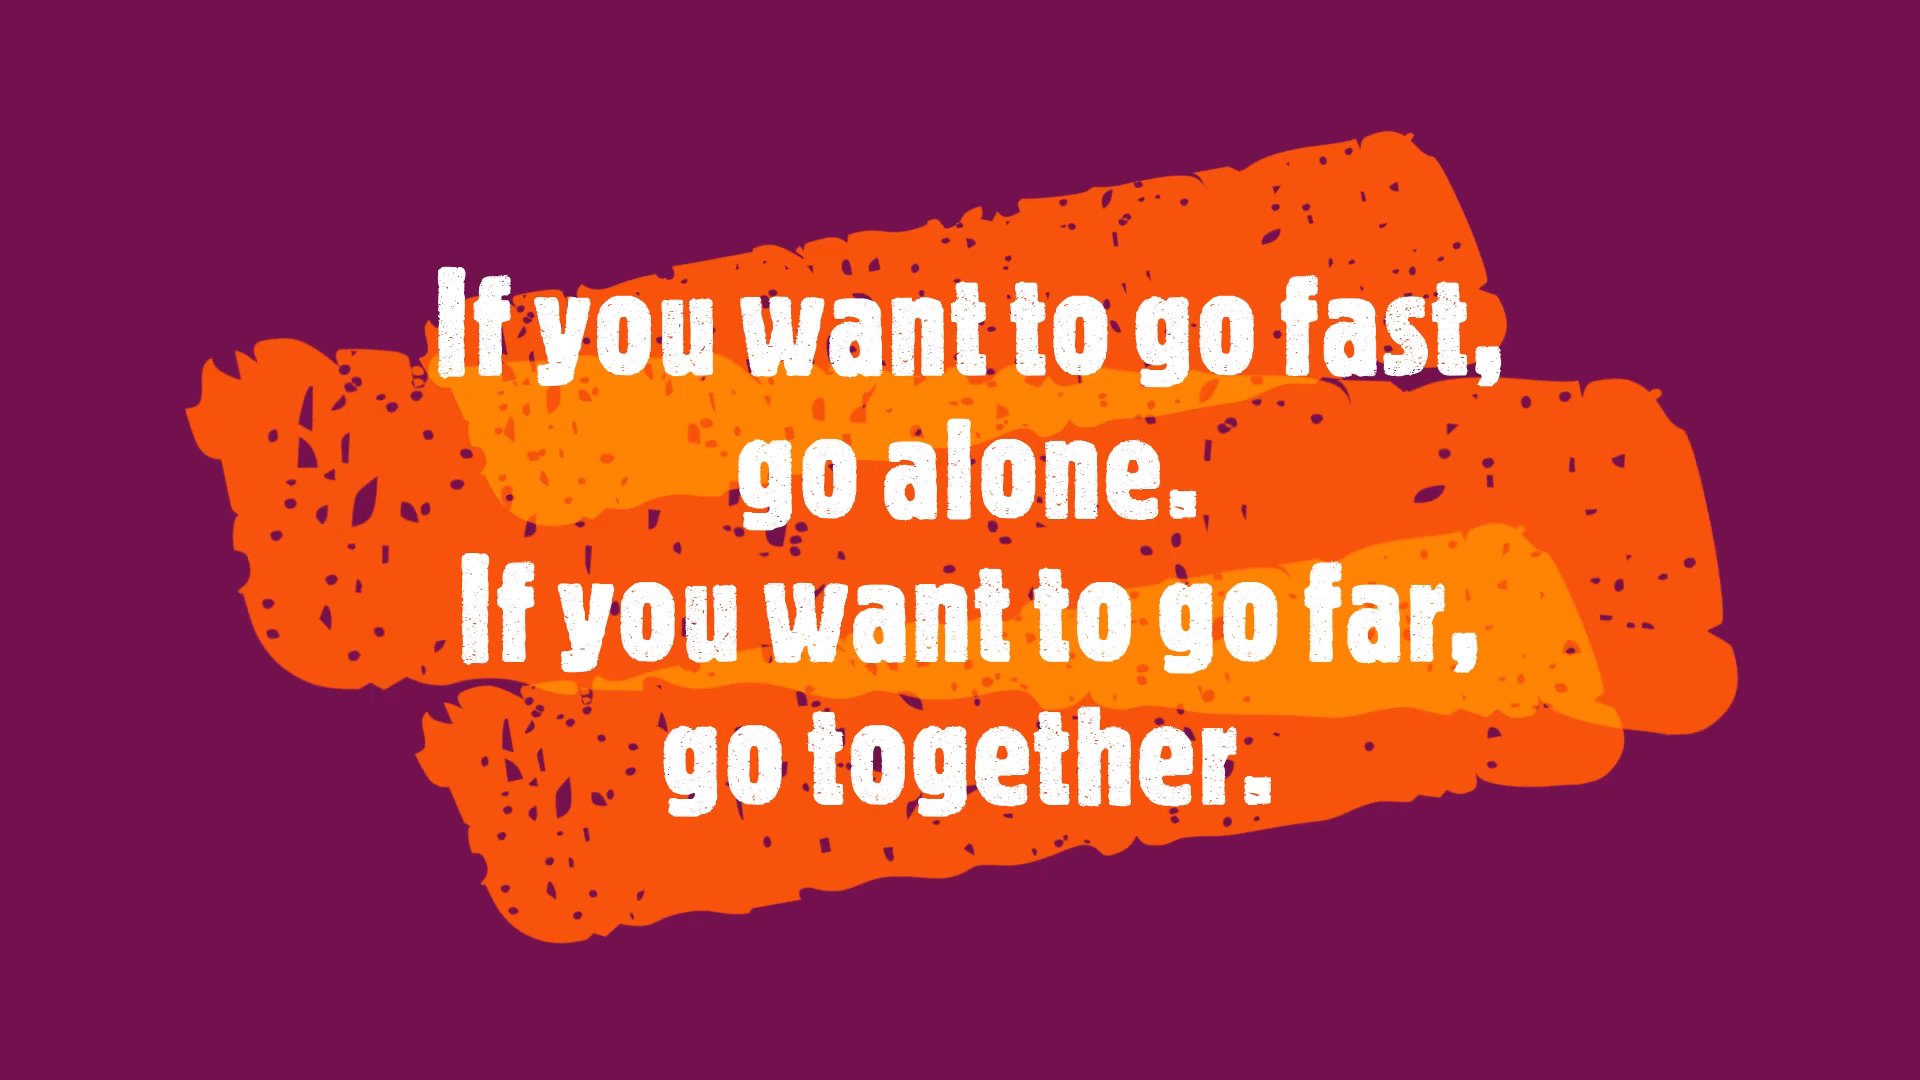 If you want to go fast,
go alone.
If you want to go far,
go together.